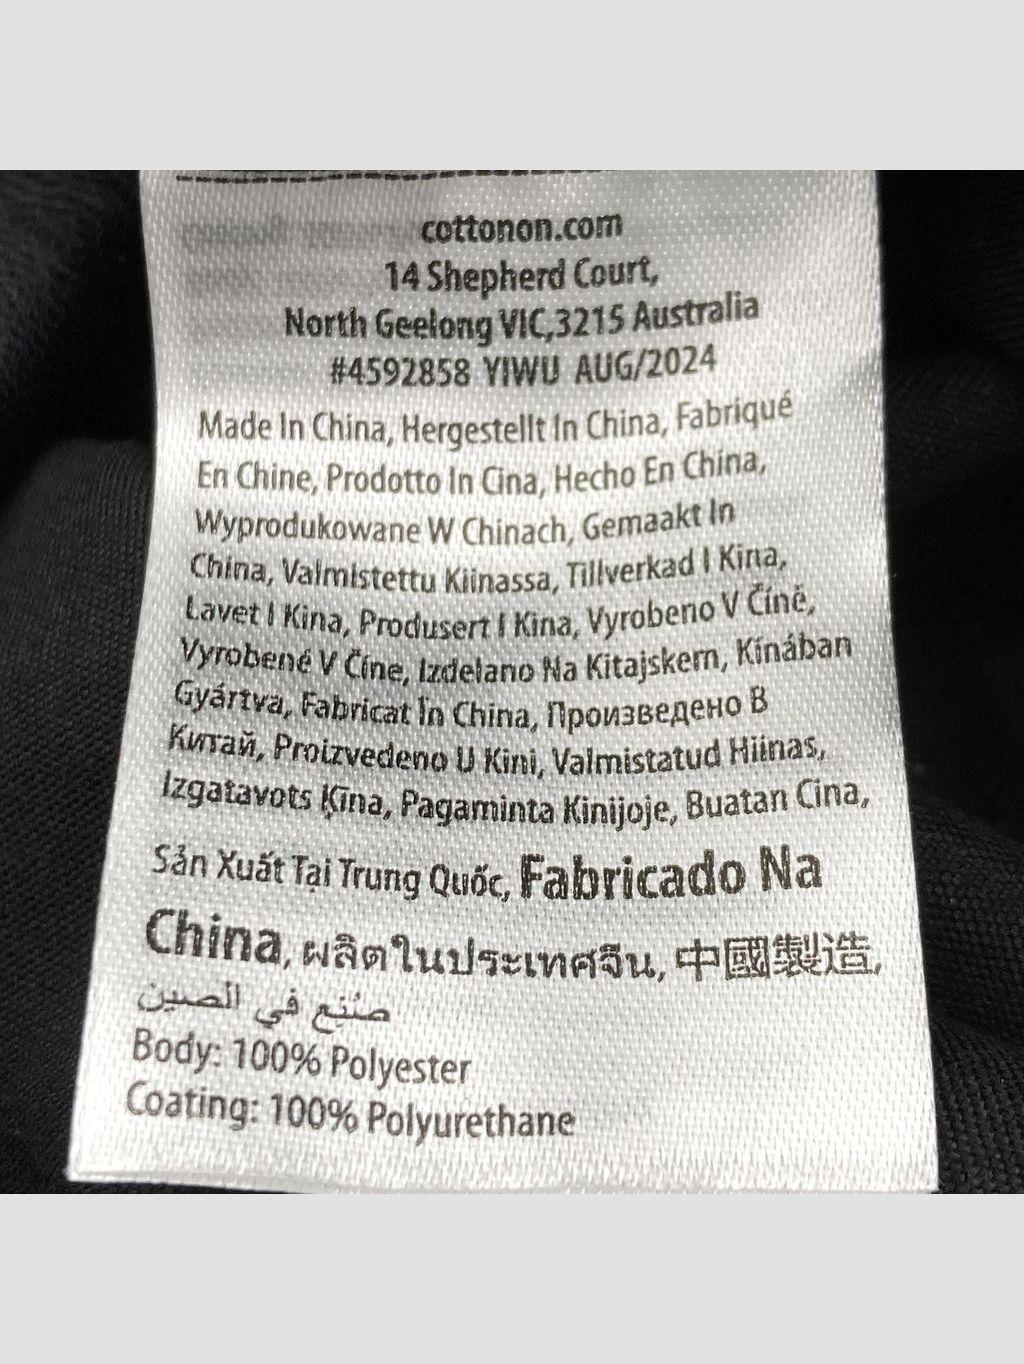 cottonon.com
14 Shepherd Court,
North Geelong VIC,3215 Australia
#4592858 YIWU AUG/2024
Made In China, Hergestellt In China, Fabriqué
En Chine, Prodotto In Cina, Hecho En China,
Wyprodukowane W Chinach, Gemaakt In
China, Valmistettu Kiinassa, Tillverkad I Kina,
Lavet I Kina, Produsert I Kina, Vyrobeno V Číně,
Vyrobené V Číne, Izdelano Na Kitajskem, Kínában
Gyártva, Fabricat În China, Произведено В
Китай, Proizvedeno U Kini, Valmistatud Hiinas,
Izgatavots Ķīna, Pagaminta Kinijoje, Buatan Cina,
Sản Xuất Tại Trung Quốc, Fabricado Na
China, ผลิตในประเทศจีน, 中國製造,
صُنِع في الصين
Body: 100% Polyester
Coating: 100% Polyurethane